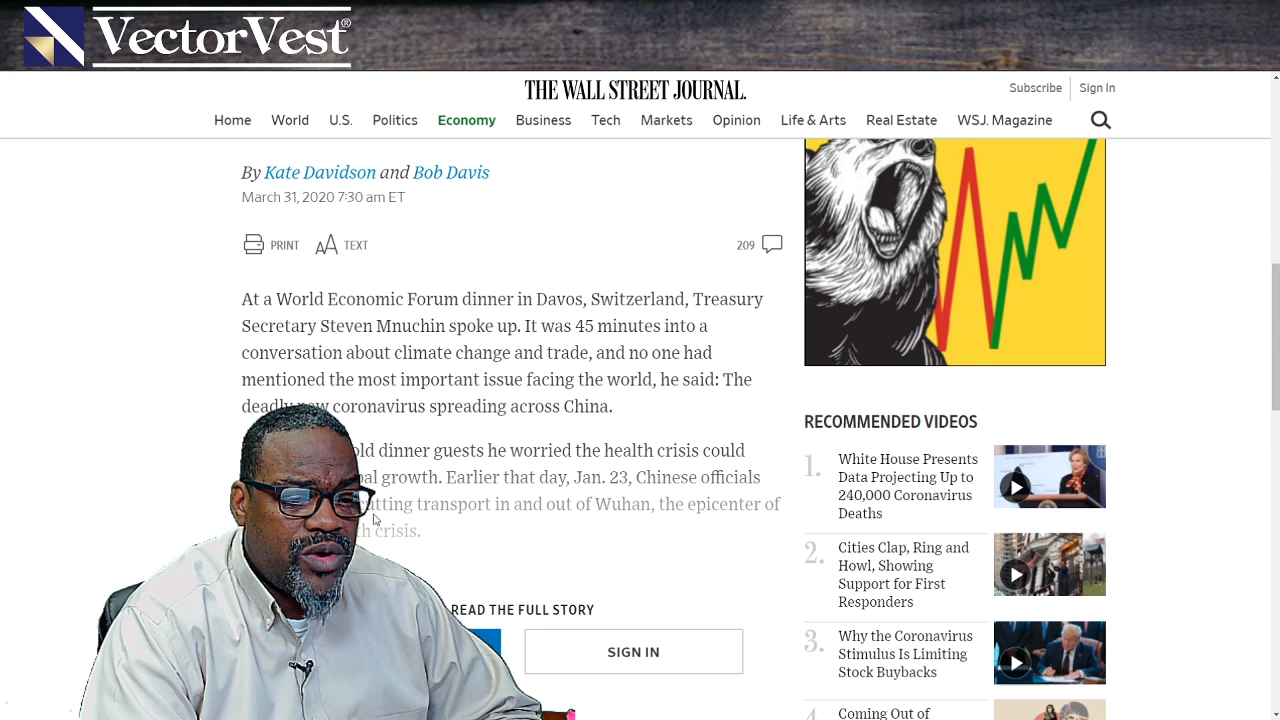 VectorVest®
THE WALL STREET JOURNAL.
Subscribe Sign In
Home World U.S. Politics Economy Business Tech Markets Opinion Life & Arts Real Estate WSJ. Magazine
By Kate Davidson and Bob Davis
March 31, 2020 7:30 am ET
PRINT AA TEXT
209
At a World Economic Forum dinner in Davos, Switzerland, Treasury
Secretary Steven Mnuchin spoke up. It was 45 minutes into a
conversation about climate change and trade, and no one had
mentioned the most important issue facing the world, he said: The
deadly new coronavirus spreading across China.
dinner guests he worried the health crisis could
growth. Earlier that day, Jan. 23, Chinese officials
transport in and out of Wuhan, the epicenter of
crisis.
READ THE FULL STORY
SIGN IN
RECOMMENDED VIDEOS
1. White House Presents
Data Projecting Up to
240,000 Coronavirus
Deaths
2. Cities Clap, Ring and
Howl, Showing
Support for First
Responders
3. Why the Coronavirus
Stimulus Is Limiting
Stock Buybacks
4. Coming Out of